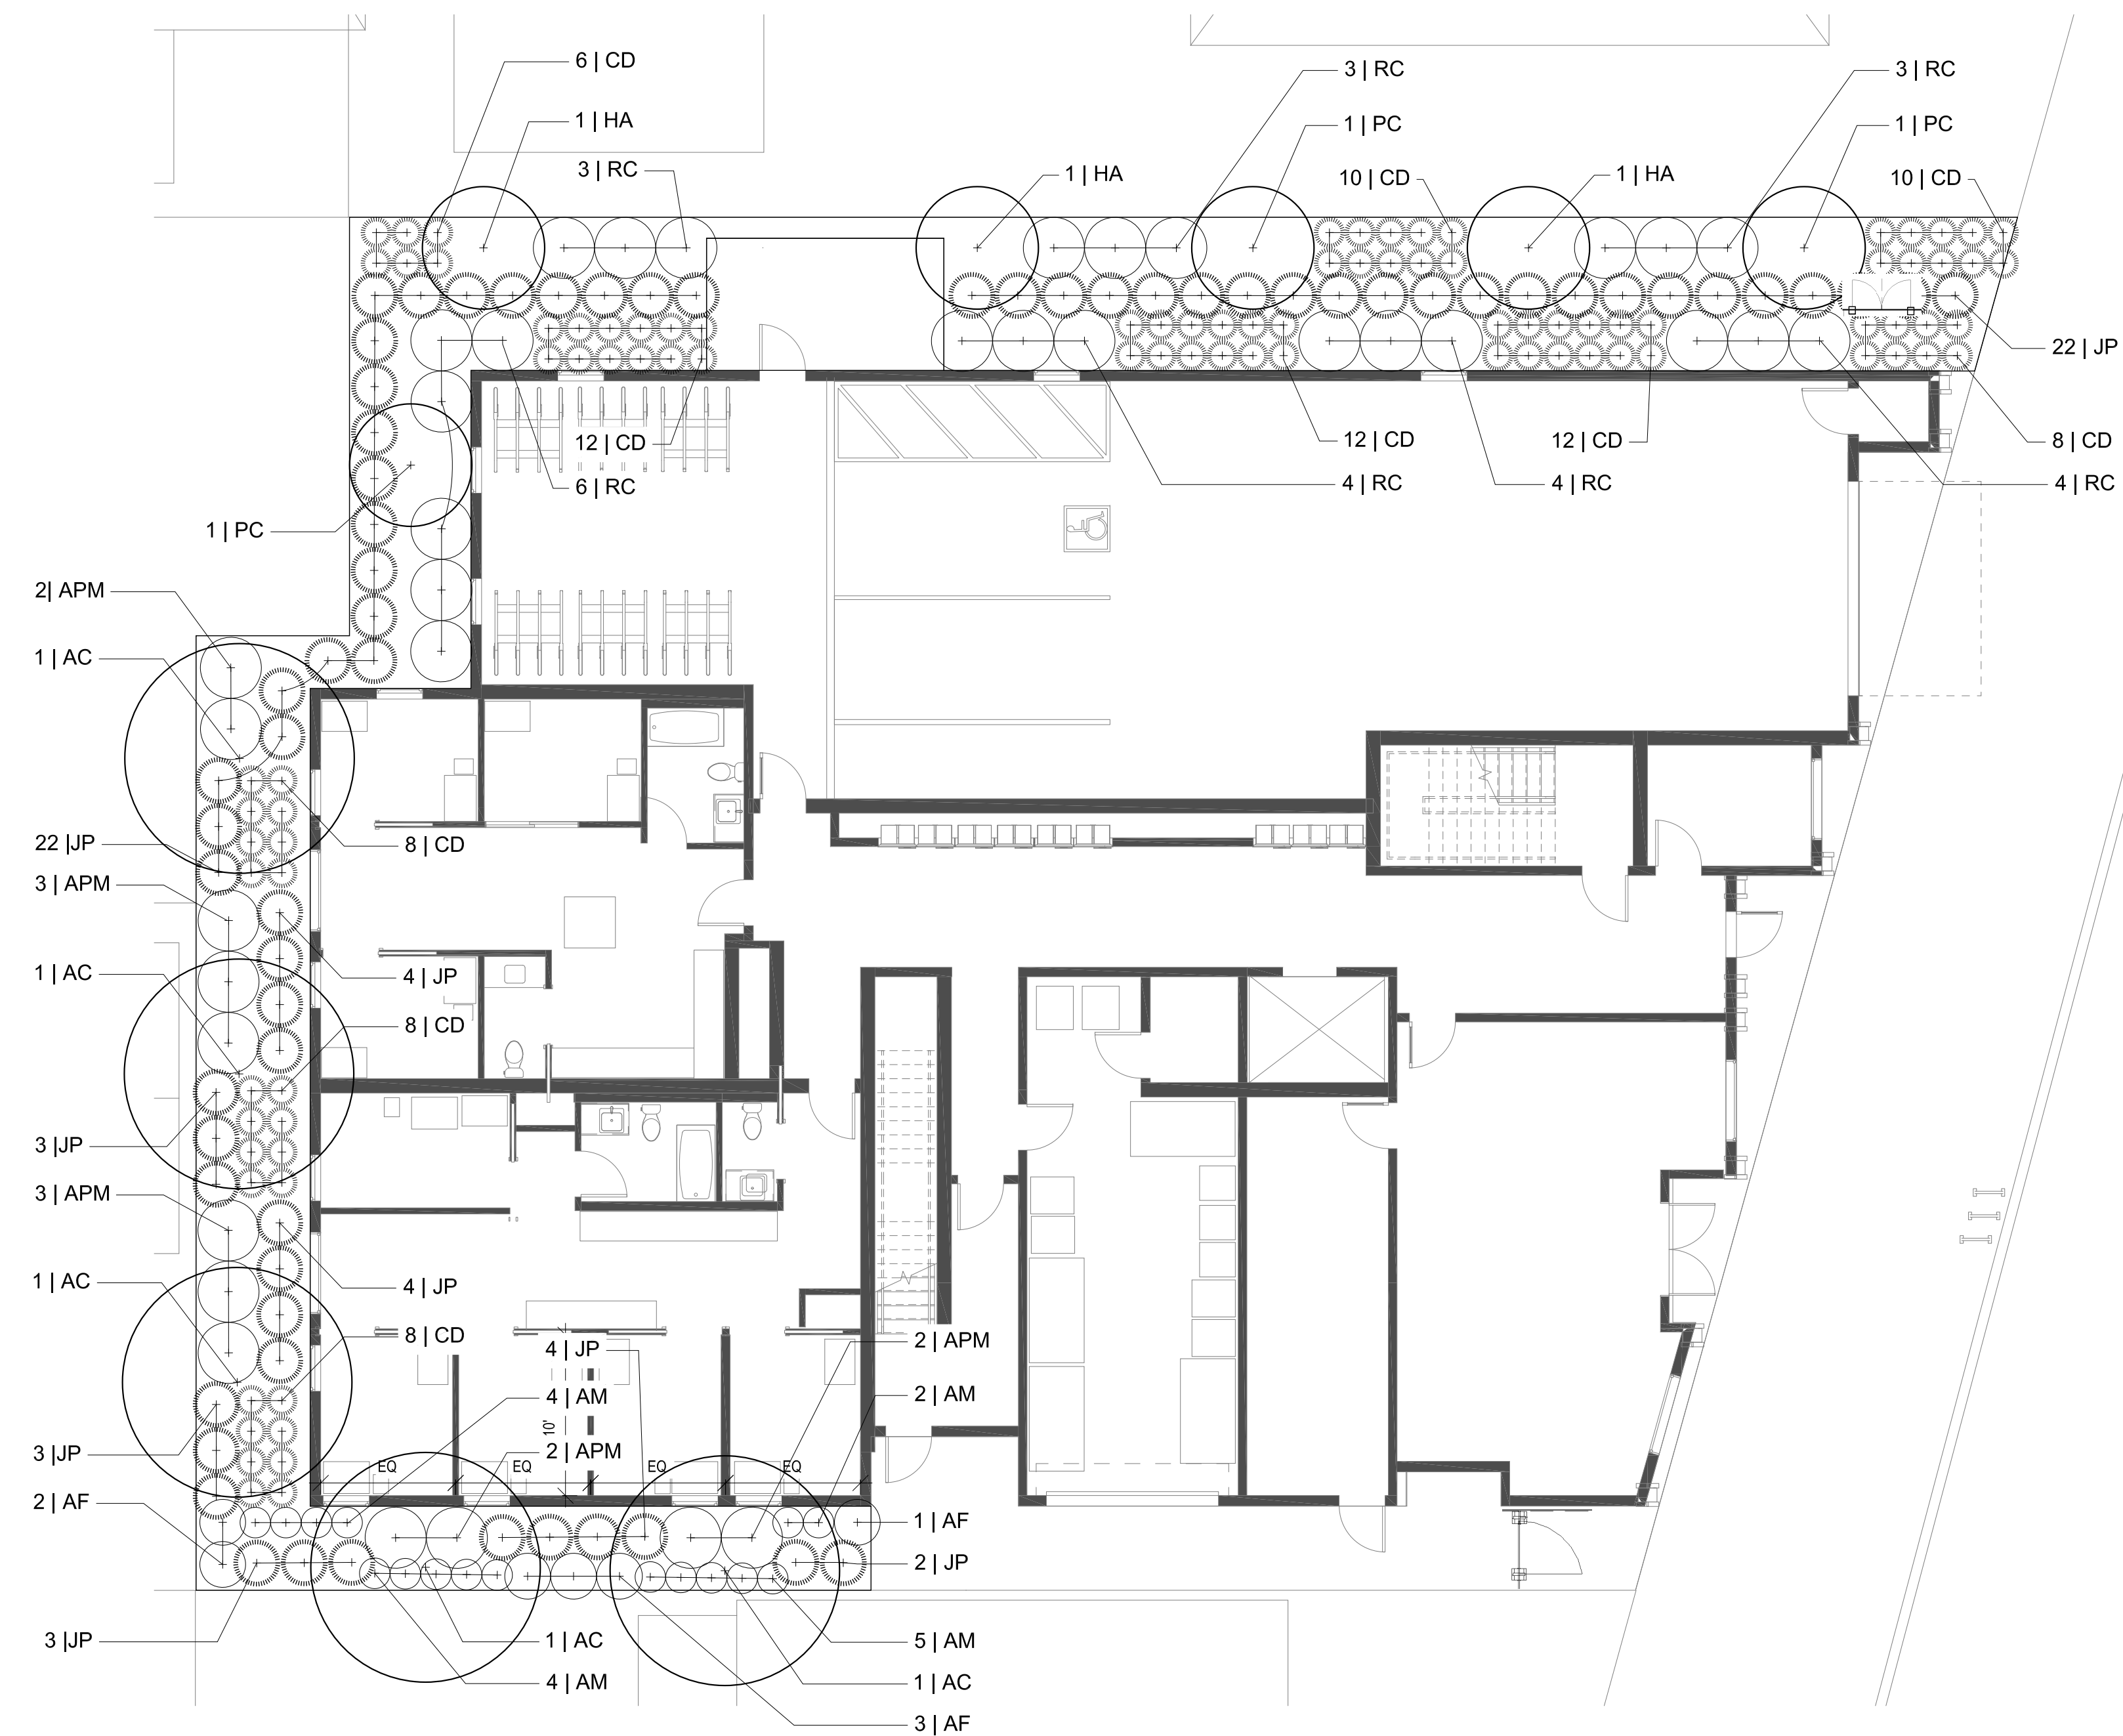 6 | CD
3 | RC
3 | RC
1 | HA
1 | PC
1 | PC
3 | RC
1 | HA
10 | CD
1 | HA
10 | CD
22 | JP
12 | CD
12 | CD
12 | CD
8 | CD
6 | RC
4 | RC
4 | RC
4 | RC
1 | PC
2| APM
1 | AC
22 |JP
8 | CD
3 | APM
1 | AC
4 | JP
8 | CD
3 |JP
3 | APM
1 | AC
4 | JP
8 | CD
4 | JP
2 | APM
4 | AM
2 | AM
10'
3 |JP
2 | APM
EQ
EQ
EQ
EQ
2 | AF
1 | AF
2 | JP
3 |JP
1 | AC
5 | AM
4 | AM
1 | AC
3 | AF